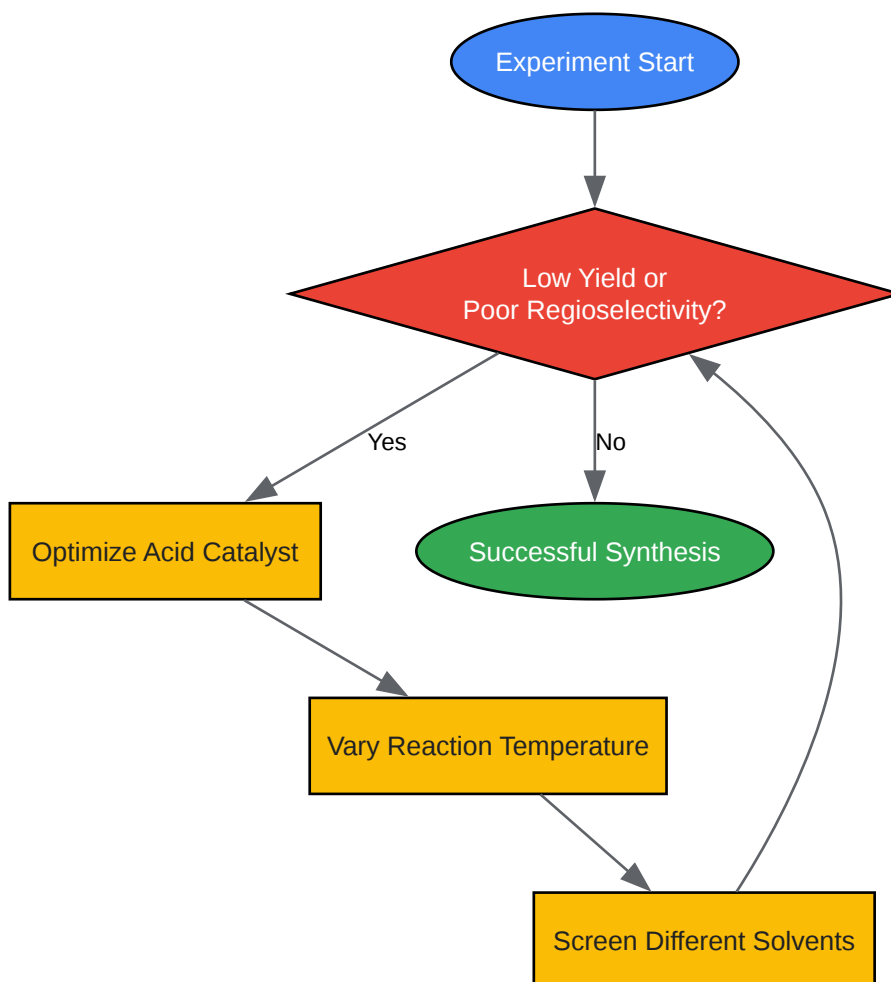 Experiment Start
Low Yield or
Poor Regioselectivity?
Yes
No
Optimize Acid Catalyst
Successful Synthesis
Vary Reaction Temperature
Screen Different Solvents